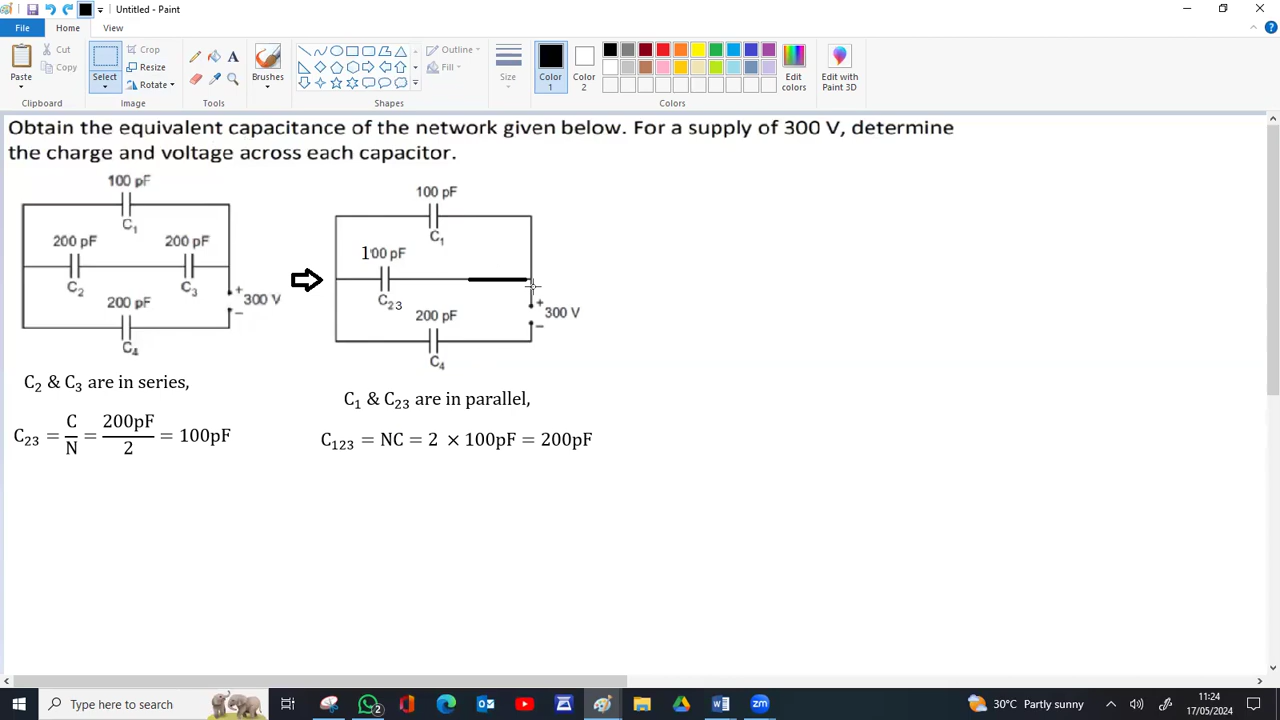 Untitled - Paint
File
Home
View
Paste
Cut
Copy
Clipboard
Select
Crop
Resize
Rotate
Image
Tools
Brushes
Shapes
Outline
Fill
Size
Color 1
Color 2
Edit colors
Colors
Edit with Paint 3D
Obtain the equivalent capacitance of the network given below. For a supply of 300 V, determine
the charge and voltage across each capacitor.
100 pF
C₁
200 pF
200 pF
C₂
C₃
+
300 V
−
200 pF
C₄
100 pF
C₁
100 pF
C₂₃
+
300 V
−
200 pF
C₄
C₂ & C₃ are in series,
C₂₃ = C/N = 200pF/2 = 100pF
C₁ & C₂₃ are in parallel,
C₁₂₃ = NC = 2 × 100pF = 200pF
Type here to search
2
30°C Partly sunny
11:24
17/05/2024